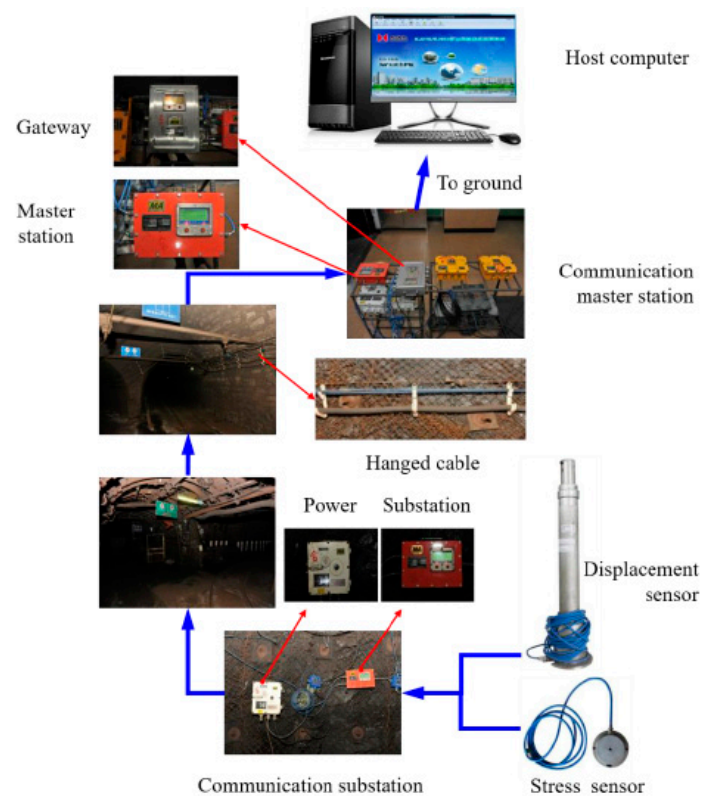 Host computer
Gateway
To ground
Master
station
MA
Communication
master station
Hanged cable
Power
Substation
Displacement
sensor
Communication substation
Stress sensor